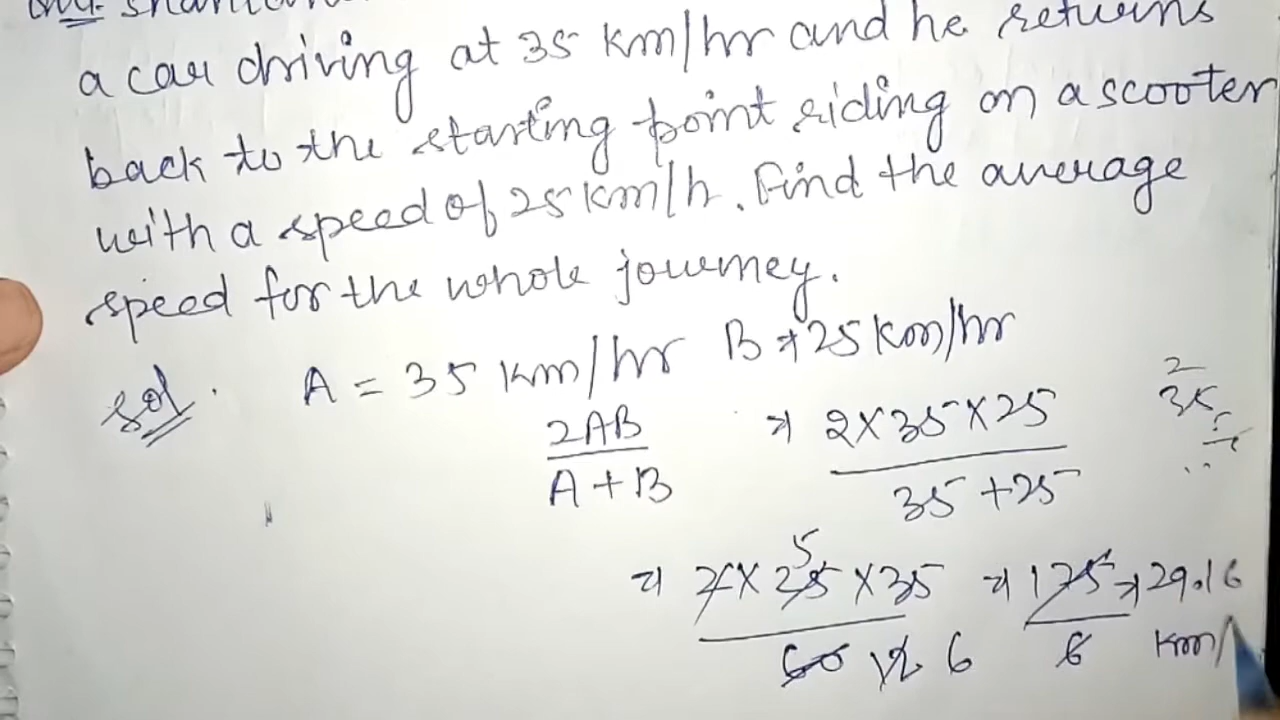 a car driving at 35 km/hr and he returns
back to the starting point riding on a scooter
with a speed of 25 km/h. Find the average
speed for the whole journey.
Sol. A = 35 km/hr B ⇒ 25 km/hr
2AB / A + B ⇒ 2×35×25 / 35+25
35
⇒ 2×25×35 / 60 ⇒ 175 / 6 ⇒ 29.16
5
12 6
km/